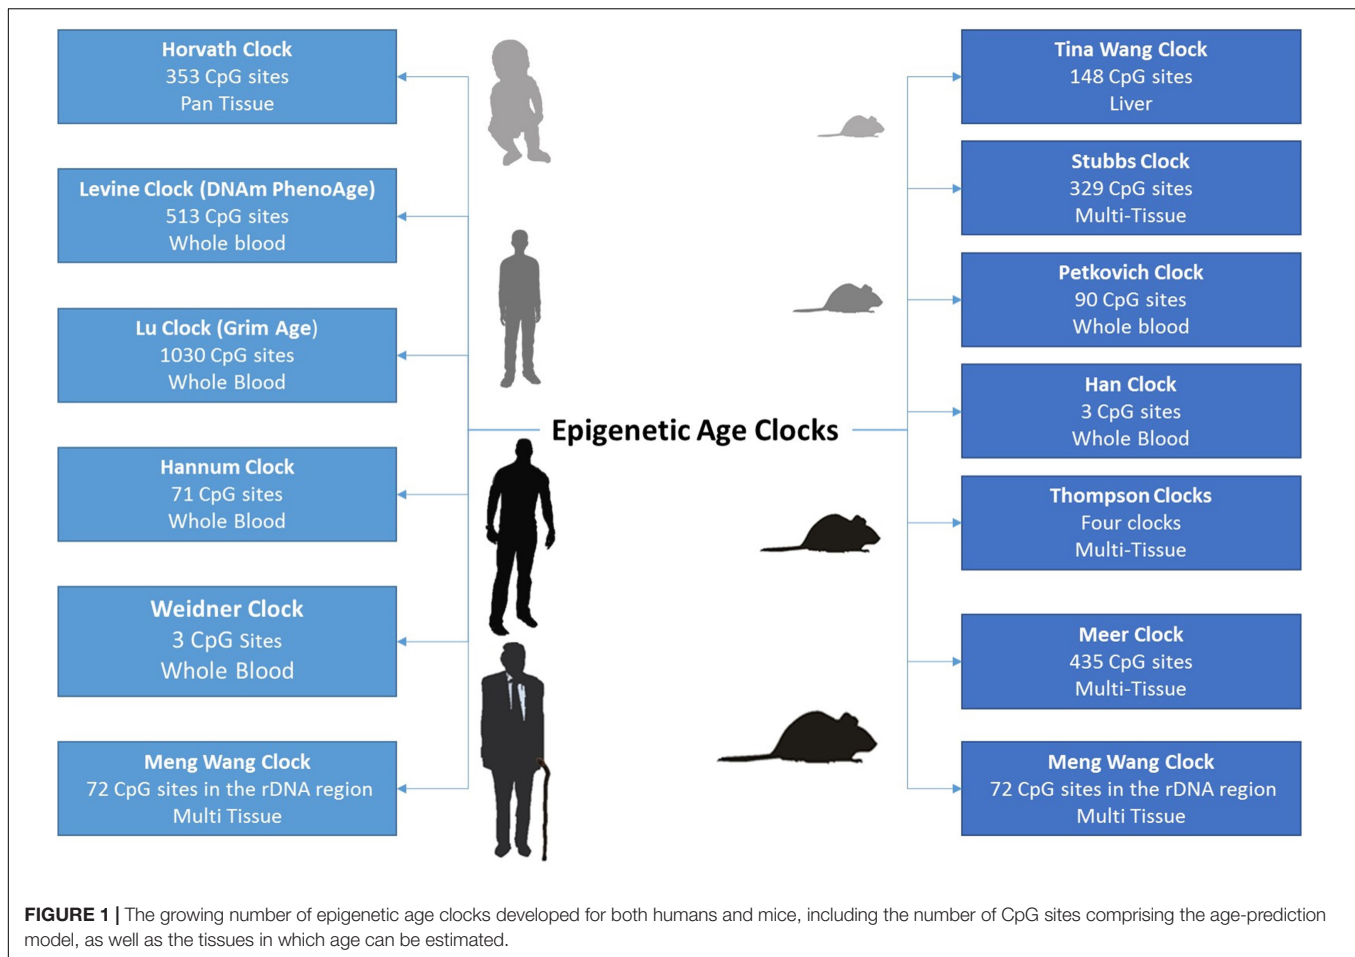 Horvath Clock
353 CpG sites
Pan Tissue
Levine Clock (DNAm PhenoAge)
513 CpG sites
Whole blood
Lu Clock (Grim Age)
1030 CpG sites
Whole Blood
Hannum Clock
71 CpG sites
Whole Blood
Weidner Clock
3 CpG Sites
Whole Blood
Meng Wang Clock
72 CpG sites in the rDNA region
Multi Tissue
Epigenetic Age Clocks
Tina Wang Clock
148 CpG sites
Liver
Stubbs Clock
329 CpG sites
Multi-Tissue
Petkovich Clock
90 CpG sites
Whole blood
Han Clock
3 CpG sites
Whole Blood
Thompson Clocks
Four clocks
Multi-Tissue
Meer Clock
435 CpG sites
Multi-Tissue
Meng Wang Clock
72 CpG sites in the rDNA region
Multi Tissue
FIGURE 1 | The growing number of epigenetic age clocks developed for both humans and mice, including the number of CpG sites comprising the age-prediction
model, as well as the tissues in which age can be estimated.